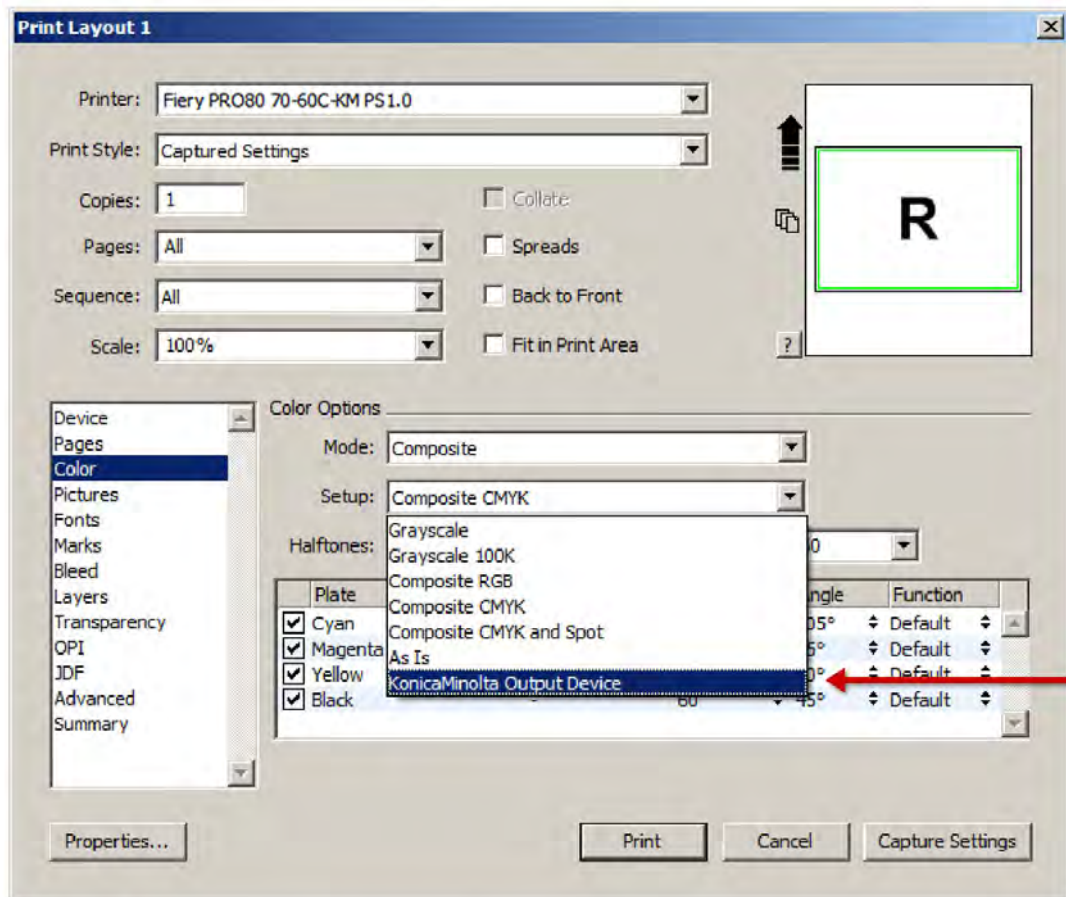 Print Layout 1
Printer: Fiery PRO80 70-60C-KM PS1.0
Print Style: Captured Settings
Copies: 1 Collate
Pages: All Spreads
Sequence: All Back to Front
Scale: 100% Fit in Print Area ?
R
Device
Pages
Color
Pictures
Fonts
Marks
Bleed
Layers
Transparency
OPI
JDF
Advanced
Summary
Color Options
Mode: Composite
Setup: Composite CMYK
Halftones:
Grayscale
Grayscale 100K
Composite RGB
Composite CMYK
Composite CMYK and Spot
As Is
KonicaMinolta Output Device
Plate Function
Cyan Default
Magenta Default
Yellow Default
Black 60 45° Default
Properties... Print Cancel Capture Settings